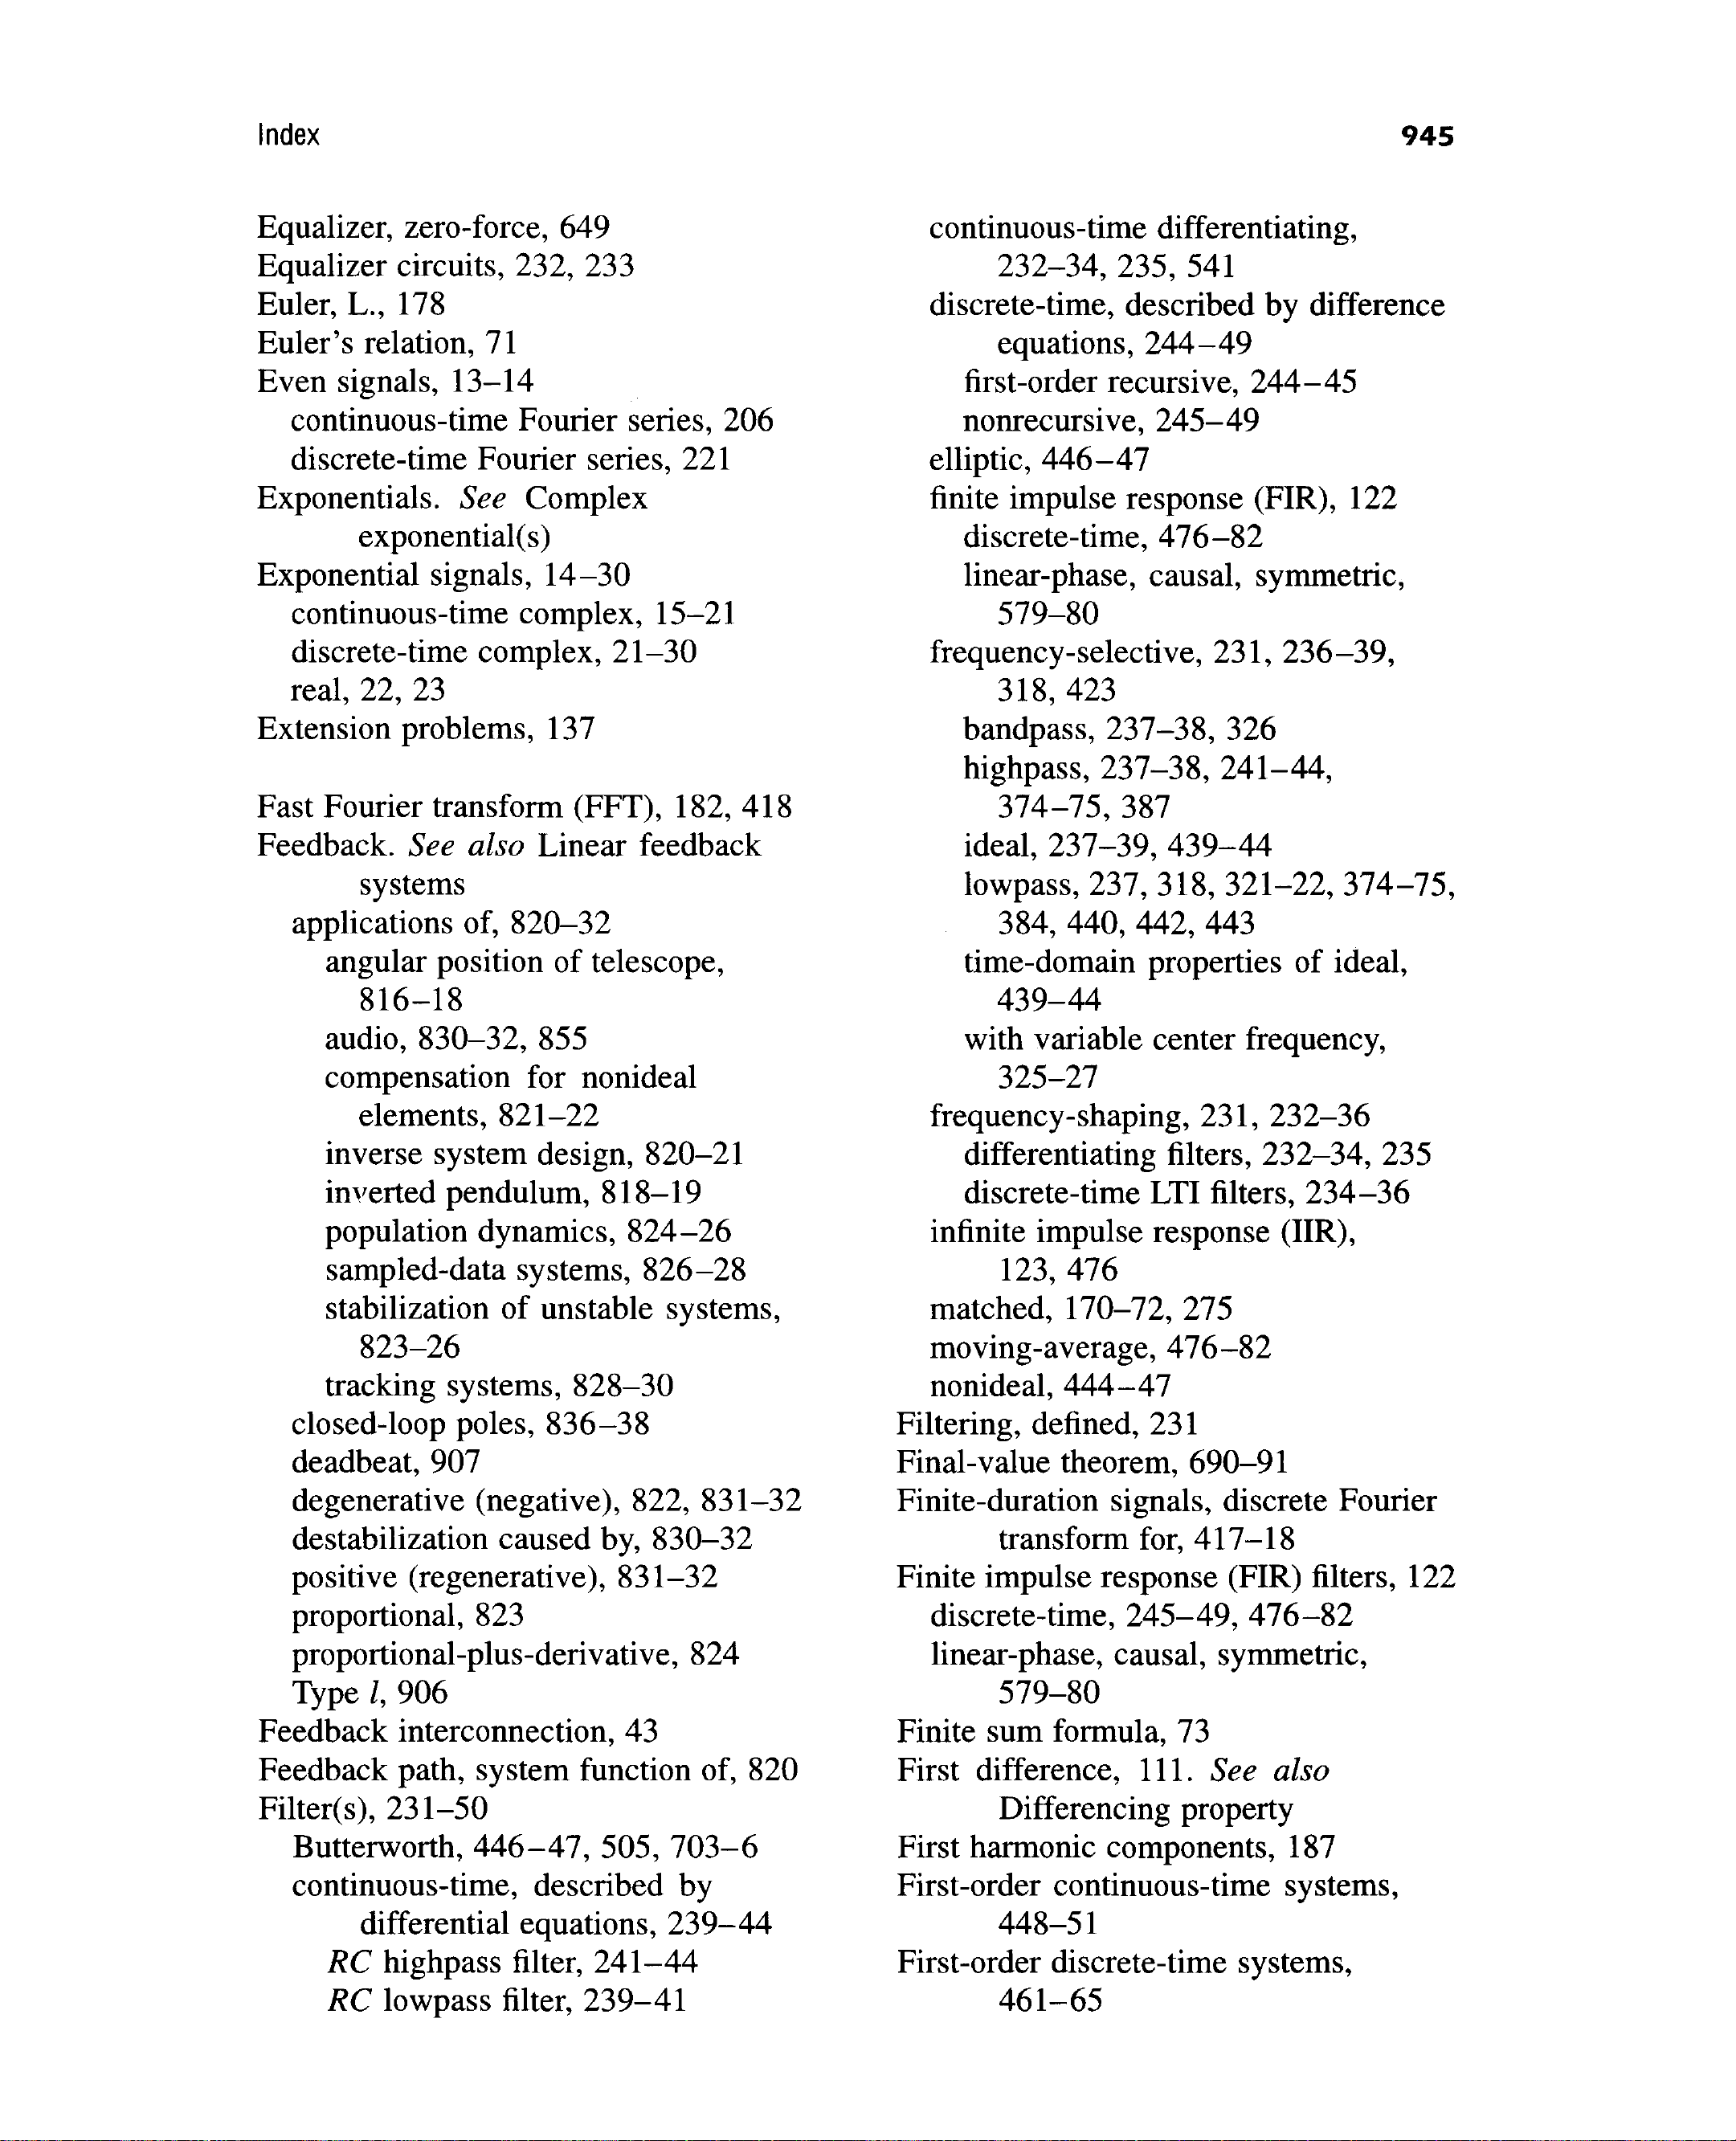 Index
945
Equalizer, zero-force, 649
Equalizer circuits, 232, 233
Euler, L., 178
Euler's relation, 71
Even signals, 13–14
continuous-time Fourier series, 206
discrete-time Fourier series, 221
Exponentials. See Complex
exponential(s)
Exponential signals, 14–30
continuous-time complex, 15–21
discrete-time complex, 21–30
real, 22, 23
Extension problems, 137
Fast Fourier transform (FFT), 182, 418
Feedback. See also Linear feedback
systems
applications of, 820–32
angular position of telescope,
816–18
audio, 830–32, 855
compensation for nonideal
elements, 821–22
inverse system design, 820–21
inverted pendulum, 818–19
population dynamics, 824–26
sampled-data systems, 826–28
stabilization of unstable systems,
823–26
tracking systems, 828–30
closed-loop poles, 836–38
deadbeat, 907
degenerative (negative), 822, 831–32
destabilization caused by, 830–32
positive (regenerative), 831–32
proportional, 823
proportional-plus-derivative, 824
Type l, 906
Feedback interconnection, 43
Feedback path, system function of, 820
Filter(s), 231–50
Butterworth, 446–47, 505, 703–6
continuous-time, described by
differential equations, 239–44
RC highpass filter, 241–44
RC lowpass filter, 239–41
continuous-time differentiating,
232–34, 235, 541
discrete-time, described by difference
equations, 244–49
first-order recursive, 244–45
nonrecursive, 245–49
elliptic, 446–47
finite impulse response (FIR), 122
discrete-time, 476–82
linear-phase, causal, symmetric,
579–80
frequency-selective, 231, 236–39,
318, 423
bandpass, 237–38, 326
highpass, 237–38, 241–44,
374–75, 387
ideal, 237–39, 439–44
lowpass, 237, 318, 321–22, 374–75,
384, 440, 442, 443
time-domain properties of ideal,
439–44
with variable center frequency,
325–27
frequency-shaping, 231, 232–36
differentiating filters, 232–34, 235
discrete-time LTI filters, 234–36
infinite impulse response (IIR),
123, 476
matched, 170–72, 275
moving-average, 476–82
nonideal, 444–47
Filtering, defined, 231
Final-value theorem, 690–91
Finite-duration signals, discrete Fourier
transform for, 417–18
Finite impulse response (FIR) filters, 122
discrete-time, 245–49, 476–82
linear-phase, causal, symmetric,
579–80
Finite sum formula, 73
First difference, 111. See also
Differencing property
First harmonic components, 187
First-order continuous-time systems,
448–51
First-order discrete-time systems,
461–65